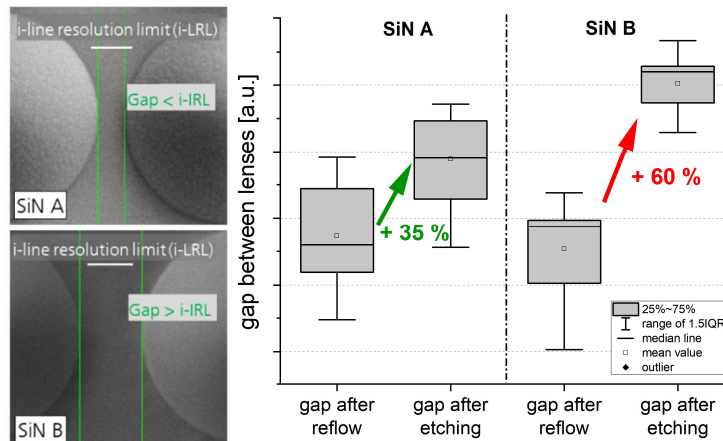 i-line resolution limit (i-LRL)
Gap < i-IRL
SiN A
i-line resolution limit (i-LRL)
Gap > i-IRL
SiN B
gap between lenses [a.u.]
SiN A
SiN B
+ 35 %
+ 60 %
25%~75%
range of 1.5IQR
median line
mean value
outlier
gap after
reflow
gap after
etching
gap after
reflow
gap after
etching